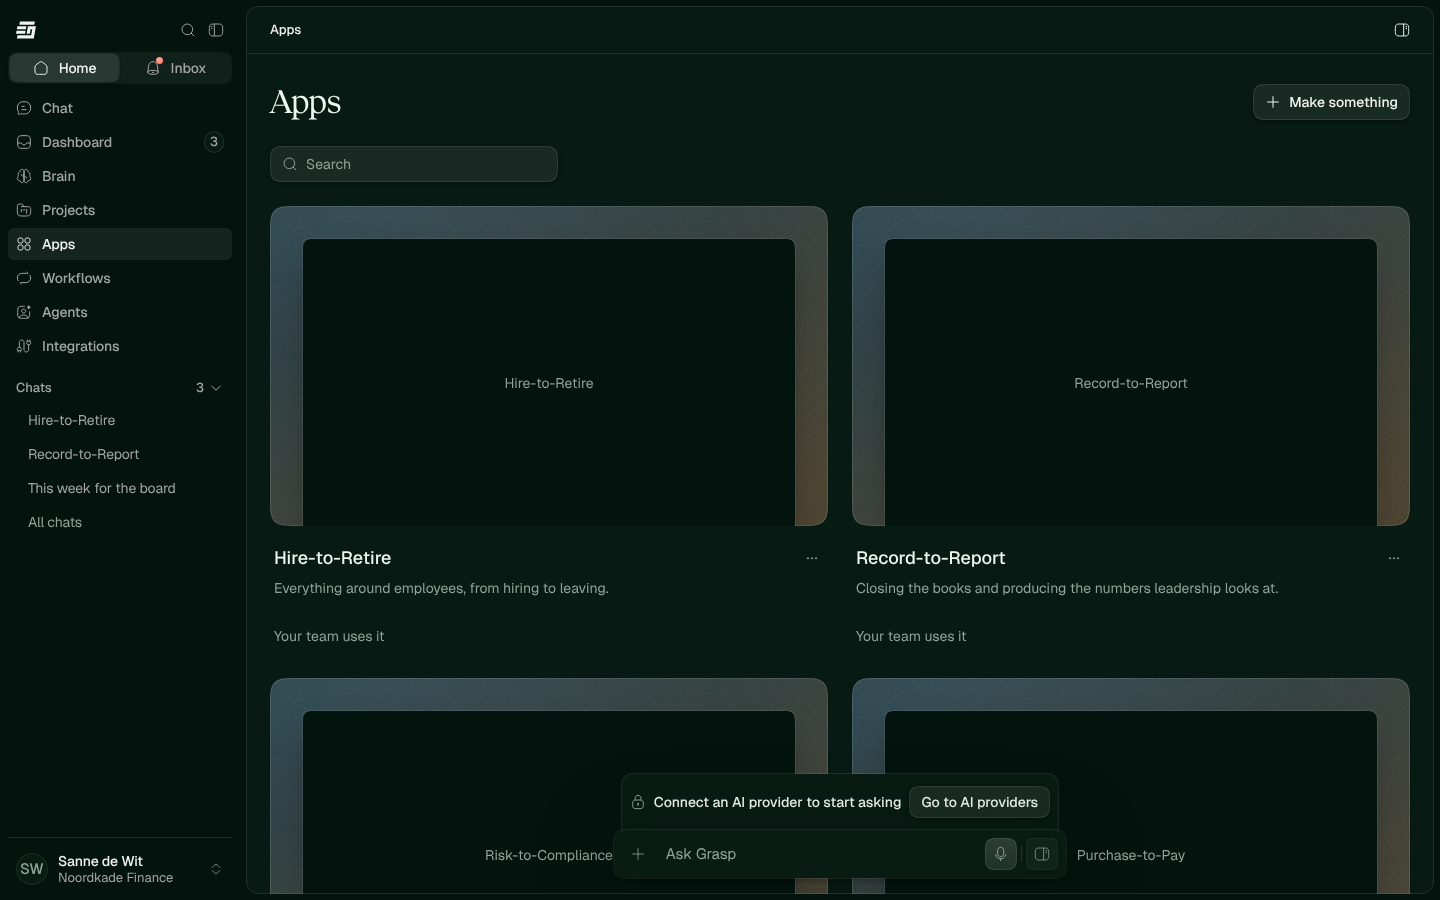 Home
Inbox
Chat
Dashboard
3
Brain
Projects
Apps
Workflows
Agents
Integrations
Chats
3
Hire-to-Retire
Record-to-Report
This week for the board
All chats
SW
Sanne de Wit
Noordkade Finance
Apps
Apps
Make something
Search
Hire-to-Retire
Record-to-Report
Hire-to-Retire
Everything around employees, from hiring to leaving.
Your team uses it
Record-to-Report
Closing the books and producing the numbers leadership looks at.
Your team uses it
Risk-to-Compliance
Purchase-to-Pay
Connect an AI provider to start asking
Go to AI providers
Ask Grasp